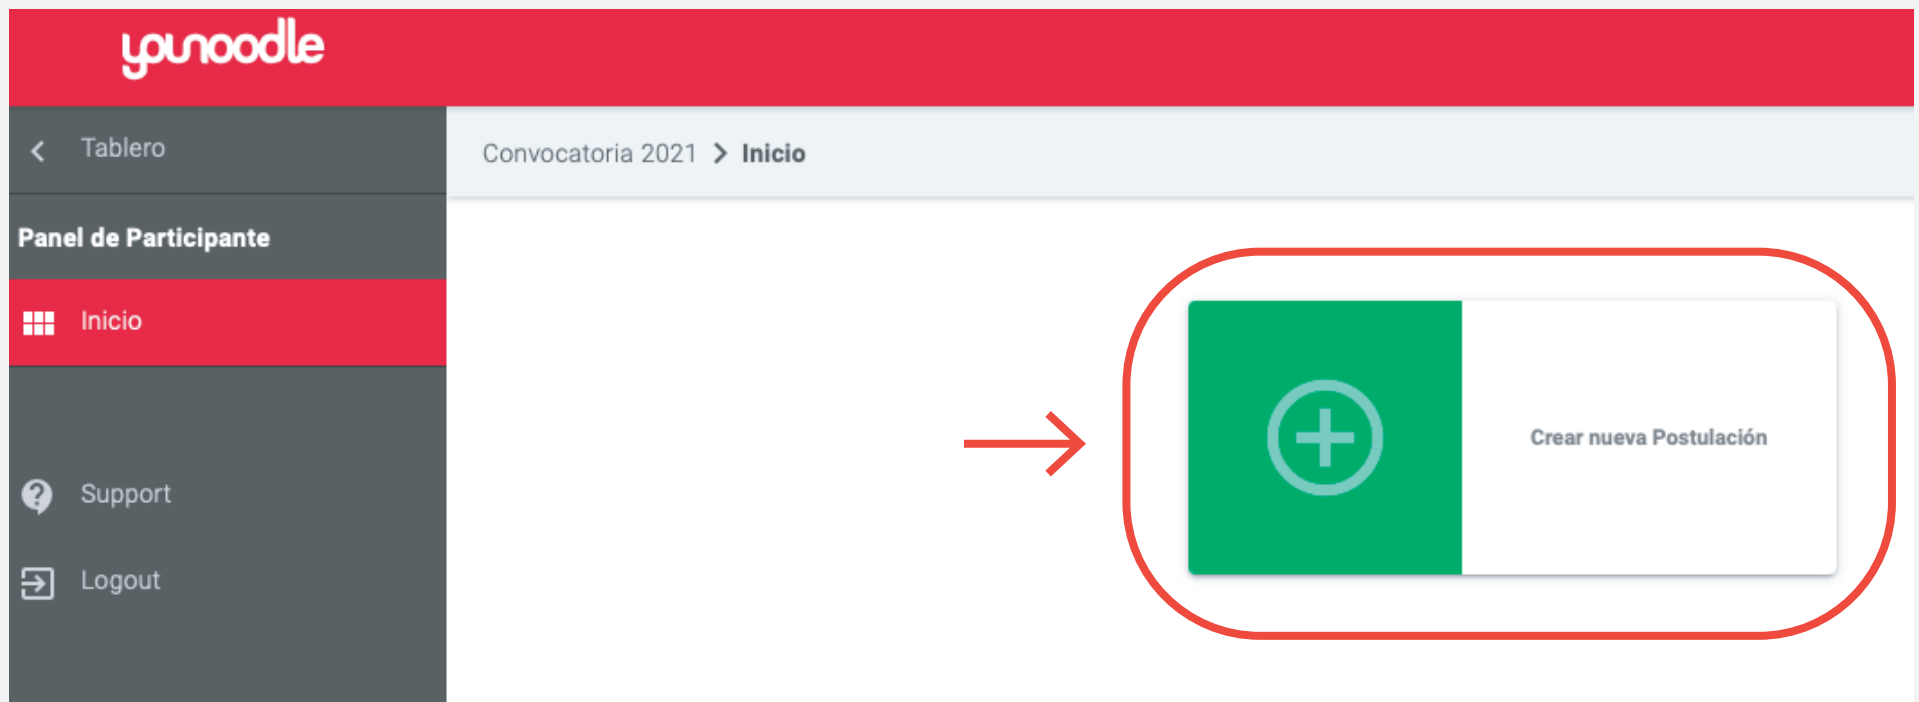 younoodle
Tablero
Convocatoria 2021 > Inicio
Panel de Participante
Inicio
Crear nueva Postulación
Support
Logout